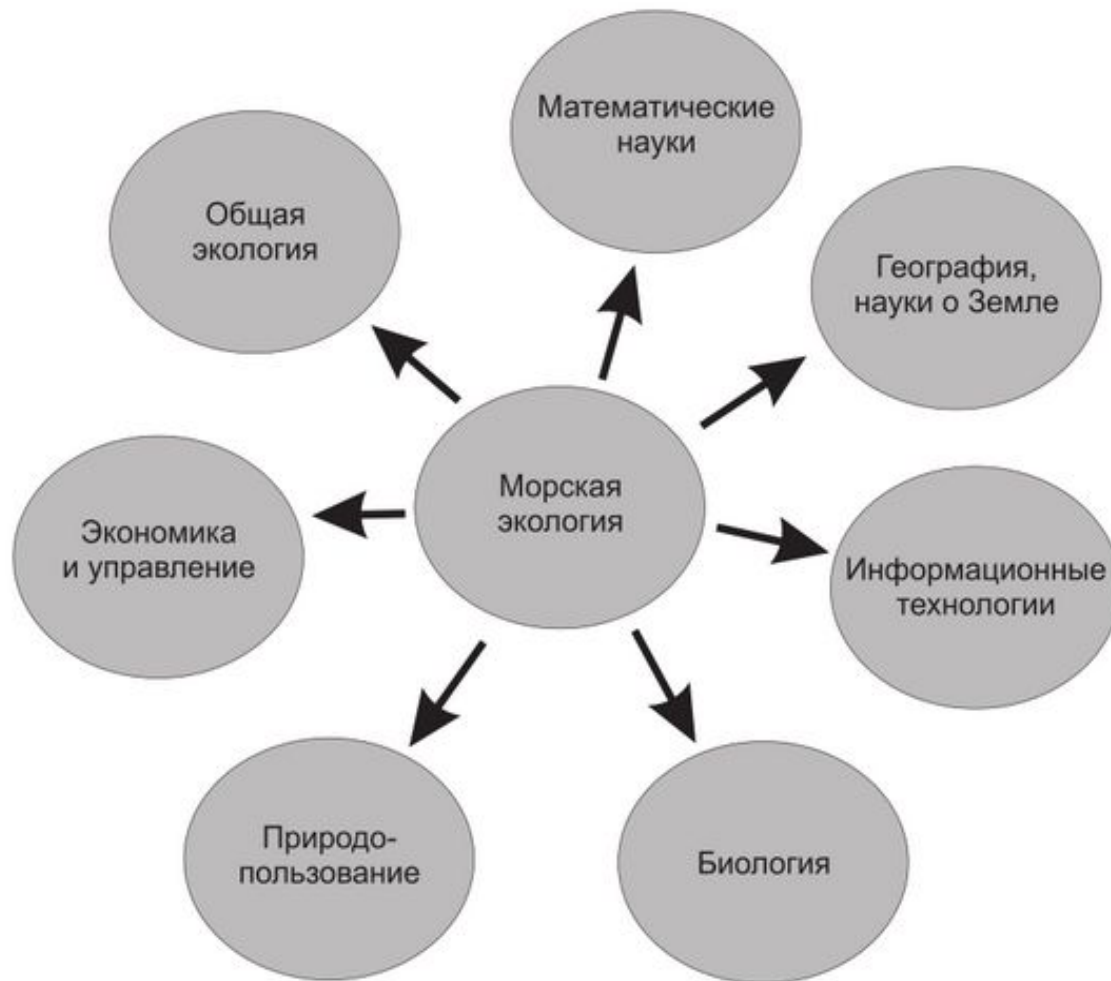 Математические
науки
Общая
экология
География,
науки о Земле
Морская
экология
Экономика
и управление
Информационные
технологии
Природо-
пользование
Биология